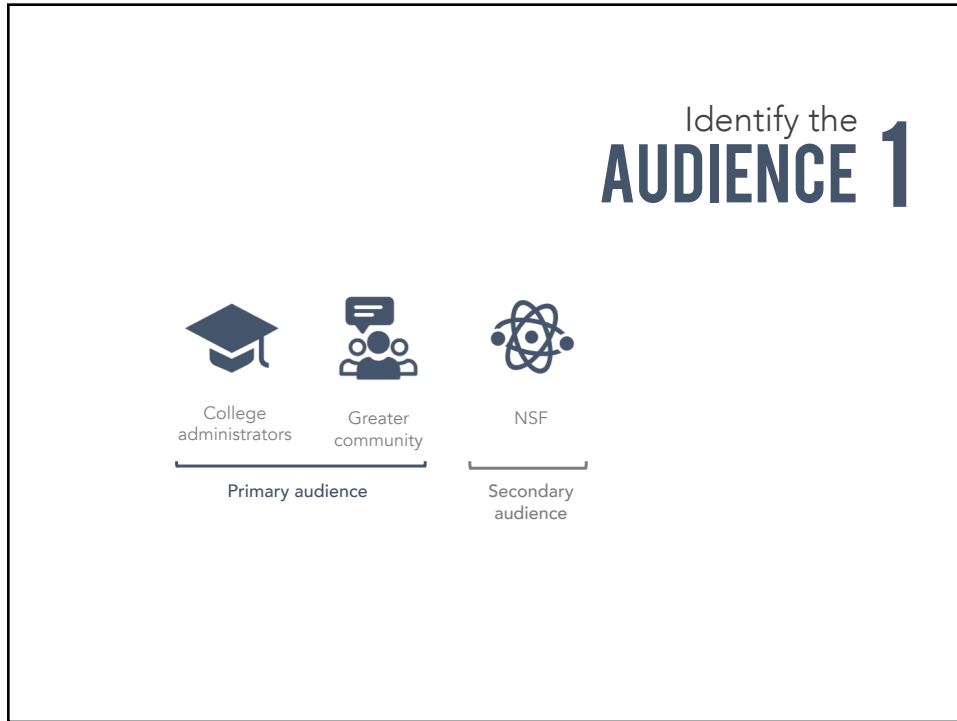 Identify the
AUDIENCE 1
College
administrators
Greater
community
NSF
Primary audience
Secondary
audience